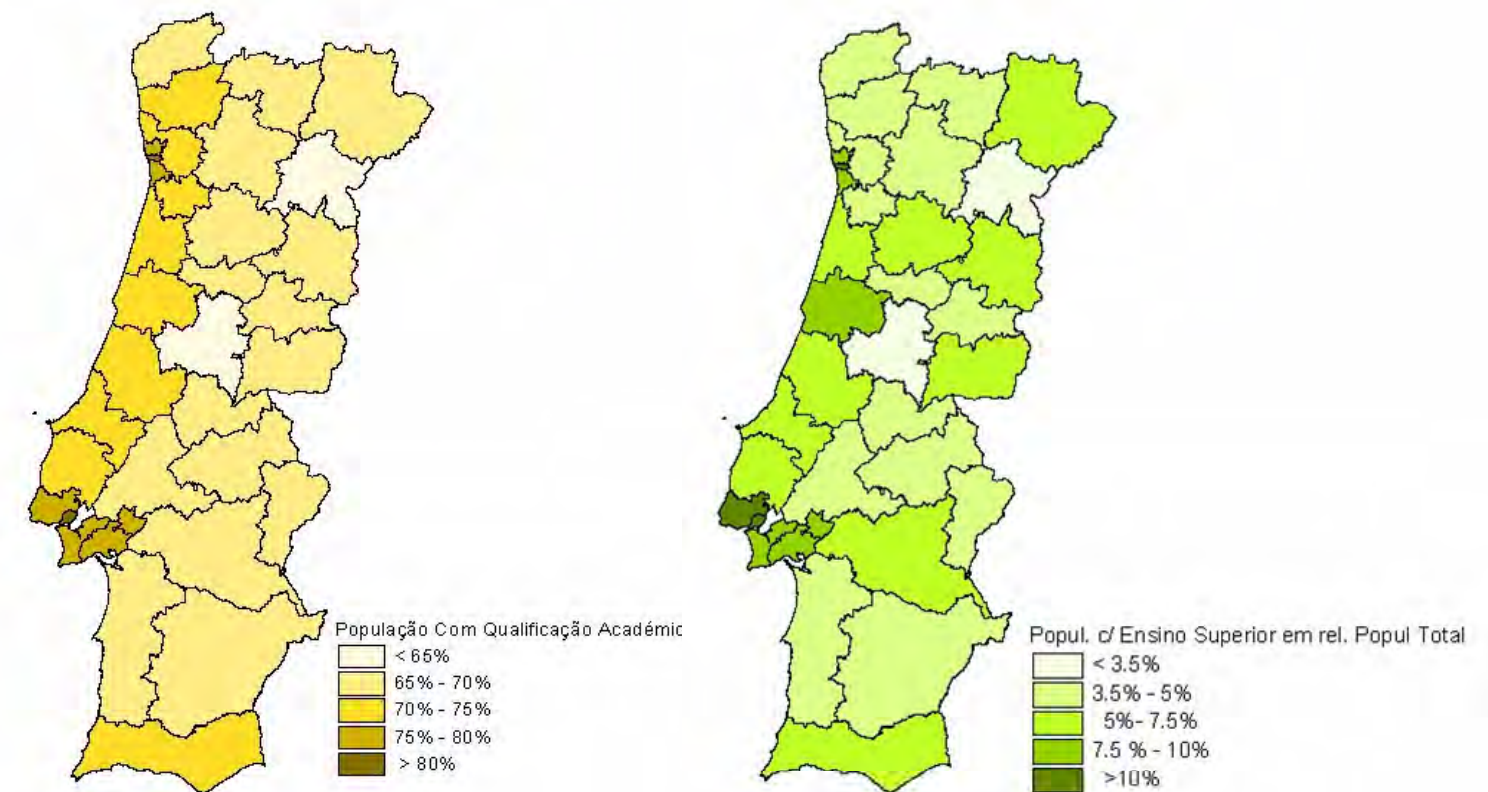 População Com Qualificação Académic
< 65%
65% - 70%
70% - 75%
75% - 80%
> 80%
Popul. c/ Ensino Superior em rel. Popul Total
< 3.5%
3.5% - 5%
5%- 7.5%
7.5 % - 10%
>10%